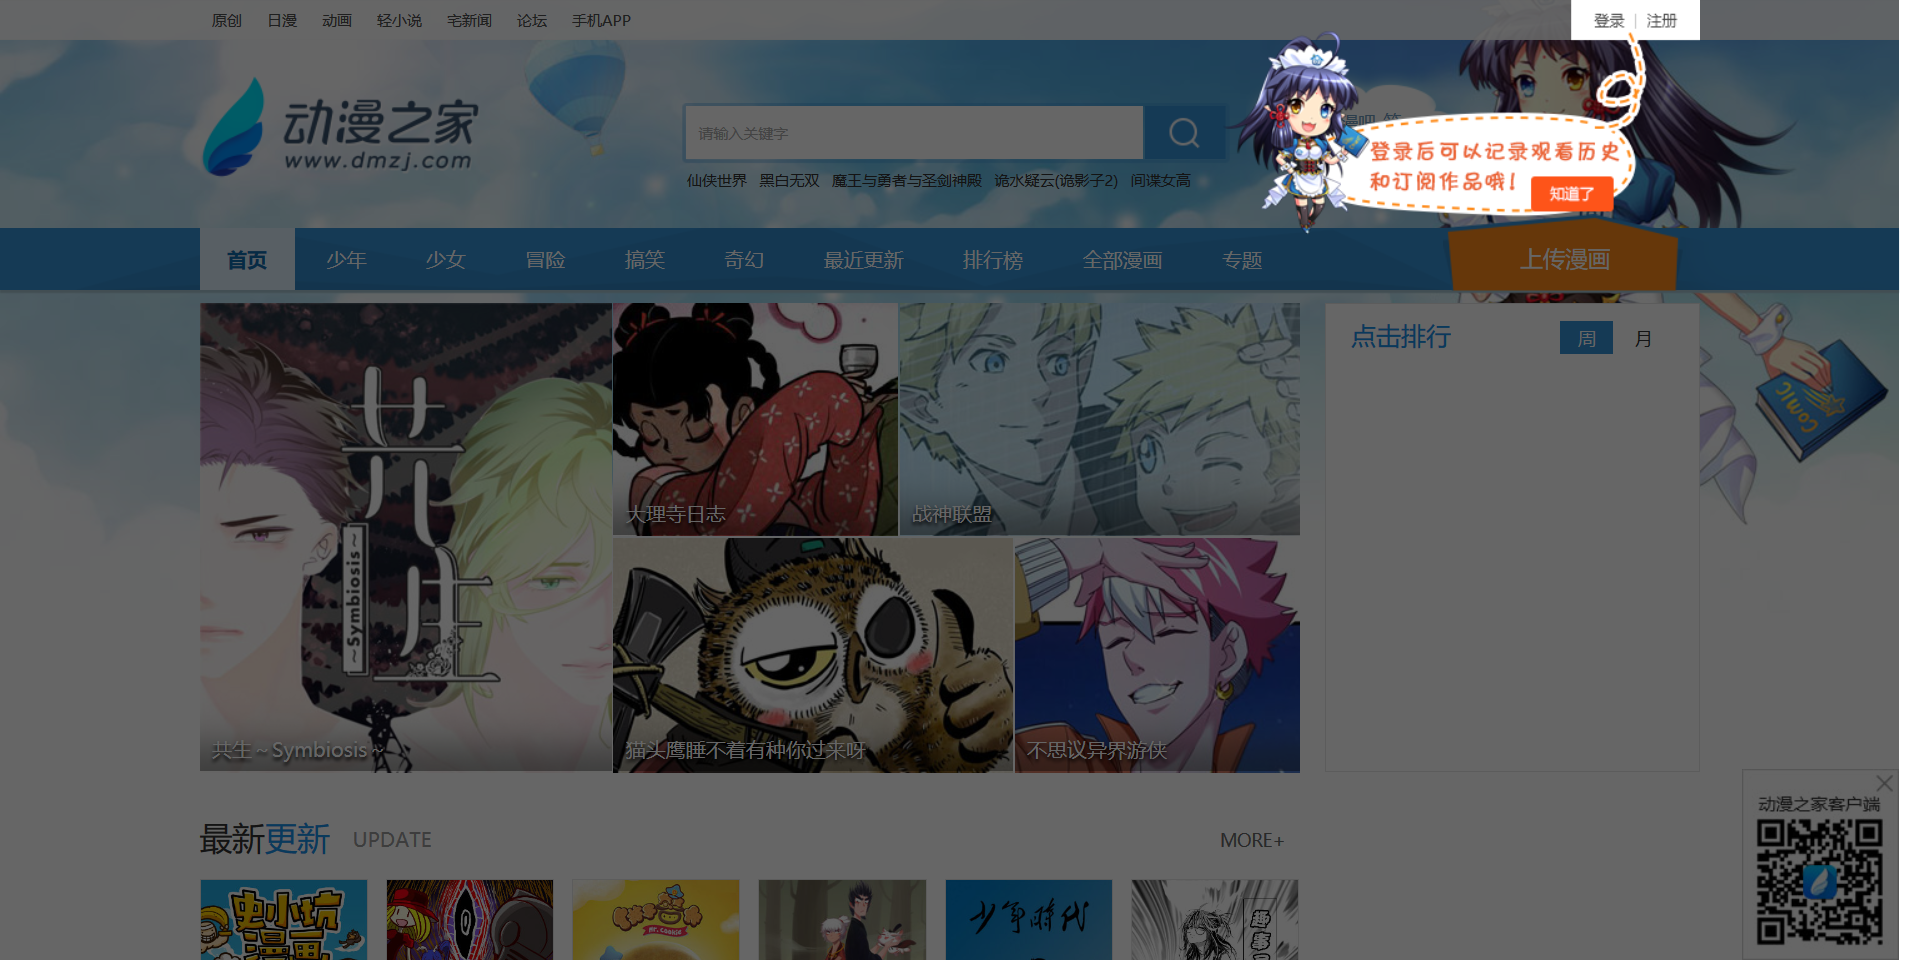 原创 日漫 动画 轻小说 宅新闻 论坛 手机APP 登录 | 注册
动漫之家
www.dmzj.com
请输入关键字
仙侠世界 黑白无双 魔王与勇者与圣剑神殿 诡水疑云(诡影子2) 间谍女高
登录后可以记录观看历史
和订阅作品哦!
知道了
首页 少年 少女 冒险 搞笑 奇幻 最近更新 排行榜 全部漫画 专题 上传漫画
点击排行 周 月
COMIC
共生
~Symbiosis~
大理寺日志
战神联盟
共生~Symbiosis~
猫头鹰睡不着有种你过来呀
不思议异界游侠
动漫之家客户端
最新更新 UPDATE MORE+
少年时代